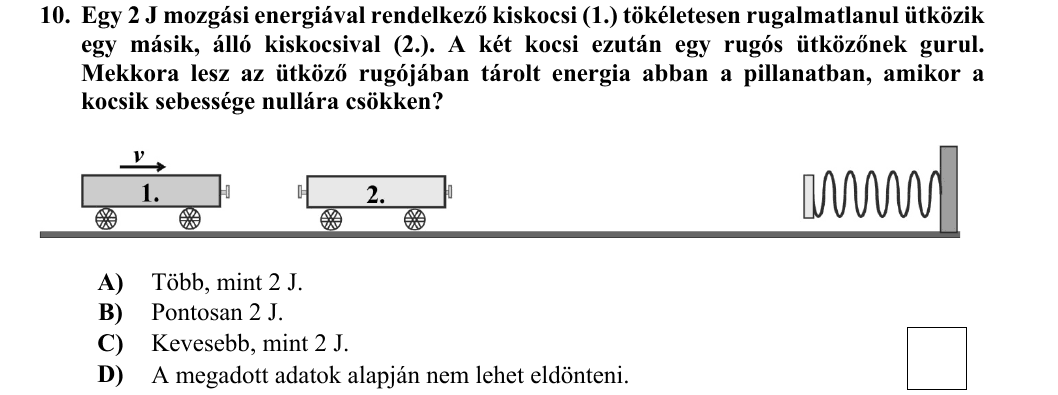 10. Egy 2 J mozgási energiával rendelkező kiskocsi (1.) tökéletesen rugalmatlanul ütközik
egy másik, álló kiskocsival (2.). A két kocsi ezután egy rugós ütközőnek gurul.
Mekkora lesz az ütköző rugójában tárolt energia abban a pillanatban, amikor a
kocsik sebessége nullára csökken?
v
1.
2.
A) Több, mint 2 J.
B) Pontosan 2 J.
C) Kevesebb, mint 2 J.
D) A megadott adatok alapján nem lehet eldönteni.